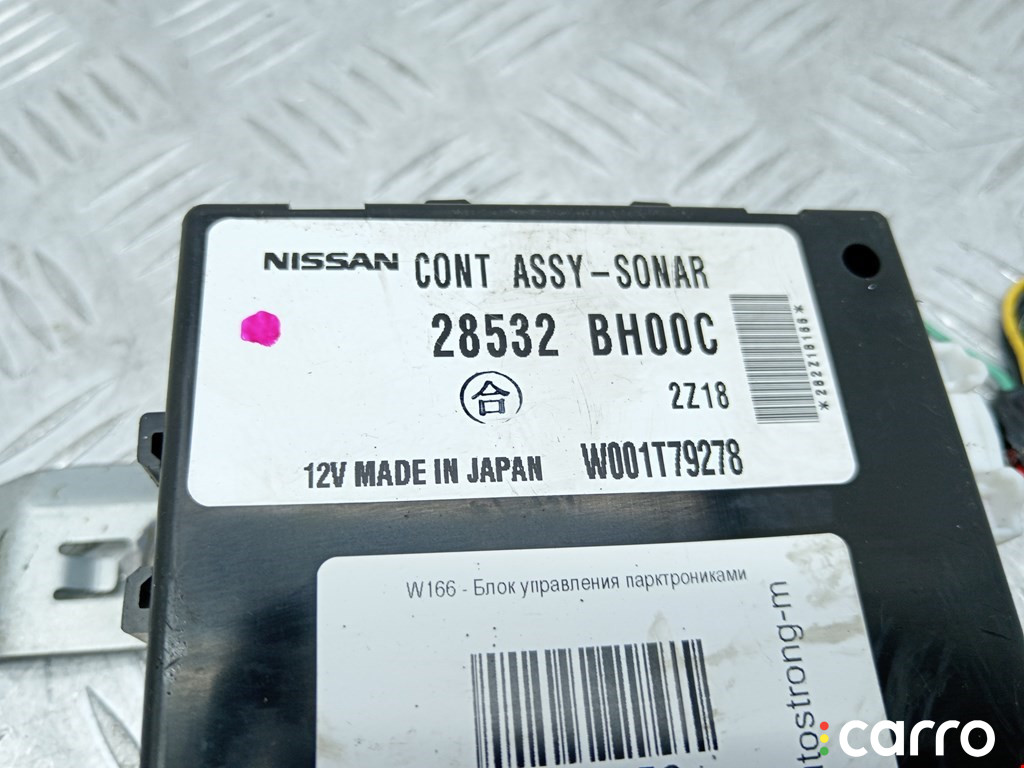 NISSAN CONT ASSY-SONAR
28532 BH00C
合
2Z18
*282Z18166*
12V MADE IN JAPAN W001T79278
W166 - Блок управления парктрониками
tostrong-m
carro